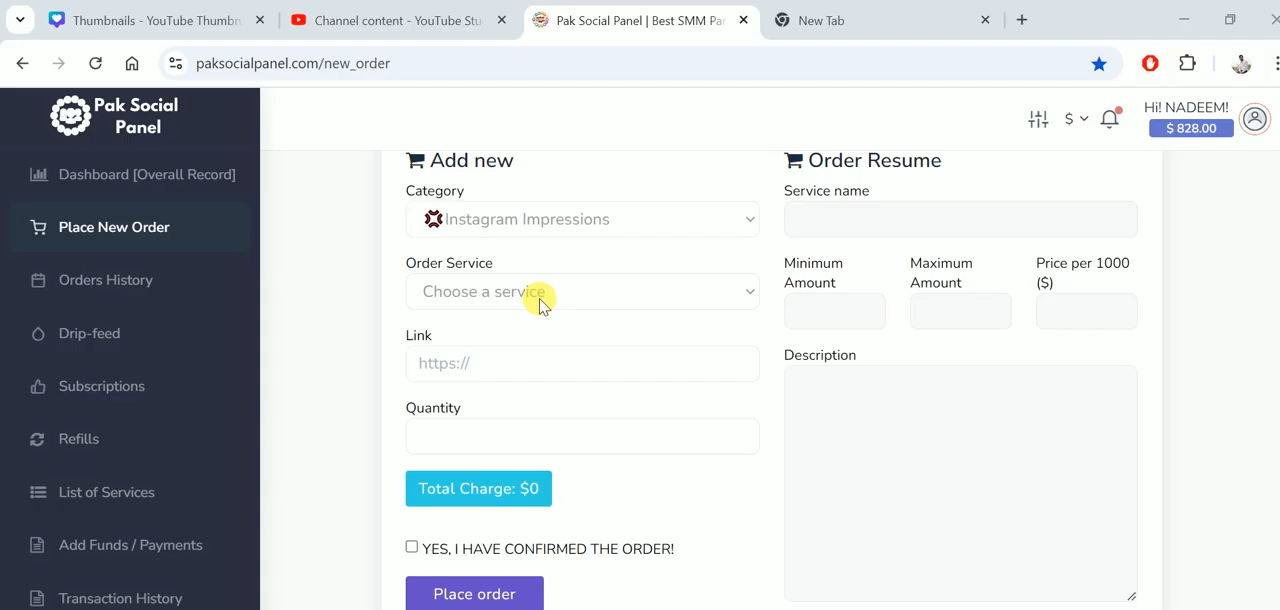 Thumbnails - YouTube Thumbn
Channel content - YouTube Stu
Pak Social Panel | Best SMM Par
New Tab
paksocialpanel.com/new_order
Pak Social
Panel
$
Hi! NADEEM!
$ 828.00
Dashboard [Overall Record]
Place New Order
Orders History
Drip-feed
Subscriptions
Refills
List of Services
Add Funds / Payments
Transaction History
Add new
Category
Instagram Impressions
Order Service
Choose a service
Link
https://
Quantity
Total Charge: $0
YES, I HAVE CONFIRMED THE ORDER!
Place order
Order Resume
Service name
Minimum
Amount
Maximum
Amount
Price per 1000
($)
Description